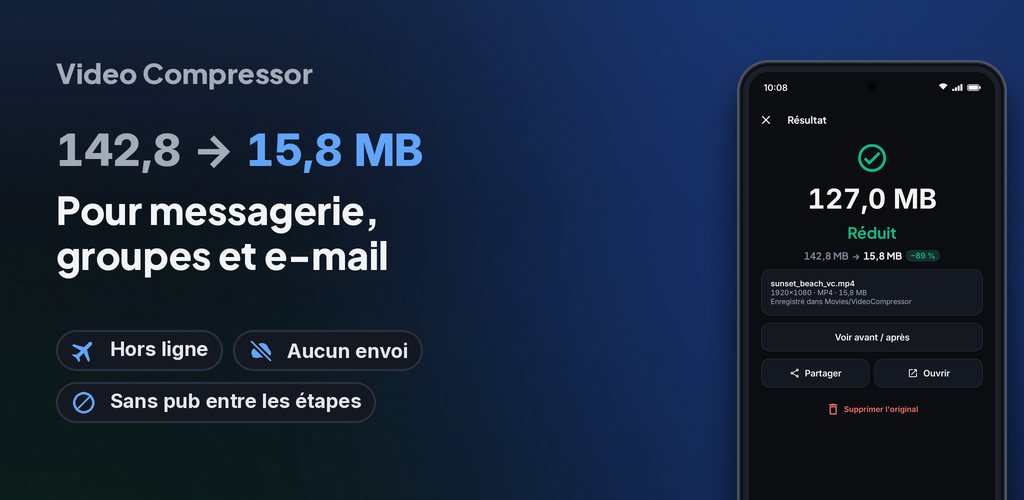 Video Compressor
142,8 → 15,8 MB
Pour messagerie,
groupes et e-mail
Hors ligne
Aucun envoi
Sans pub entre les étapes
10:08
Résultat
127,0 MB
Réduit
142,8 MB → 15,8 MB −89 %
sunset_beach_vc.mp4
1920×1080 · MP4 · 15,8 MB
Enregistré dans Movies/VideoCompressor
Voir avant / après
Partager
Ouvrir
Supprimer l'original